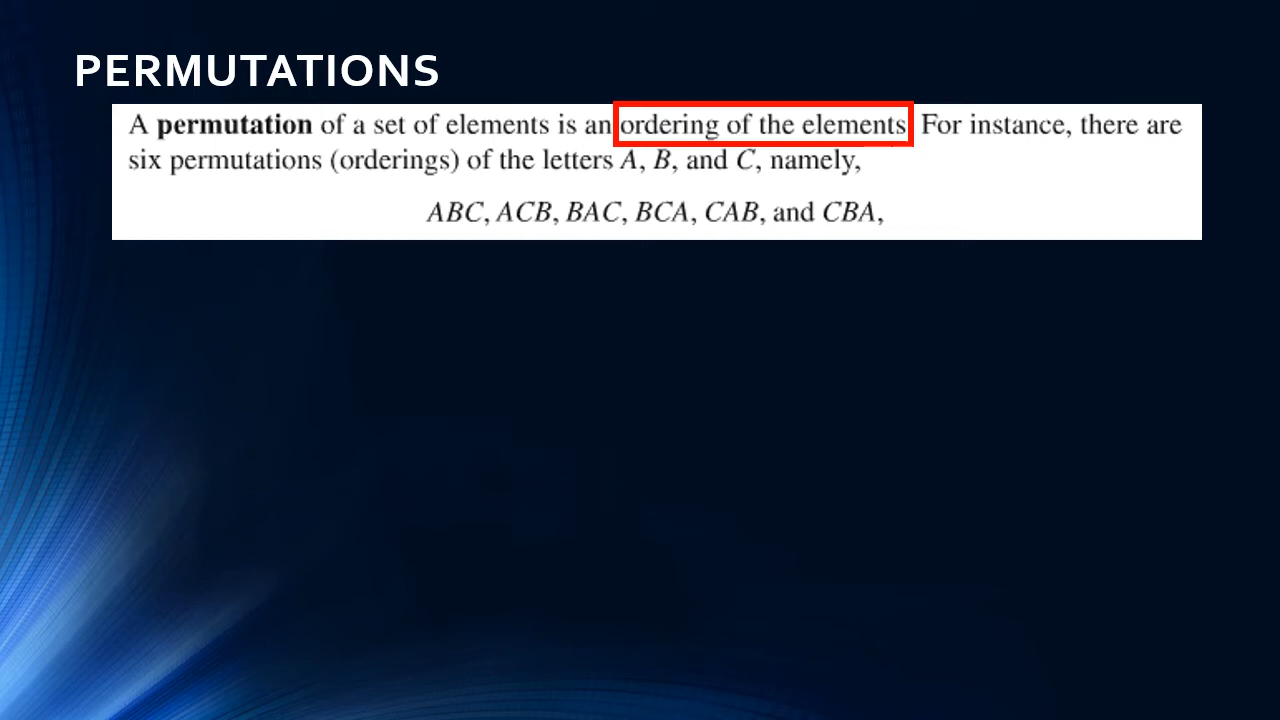 PERMUTATIONS
A permutation of a set of elements is an ordering of the elements. For instance, there are
six permutations (orderings) of the letters A, B, and C, namely,
ABC, ACB, BAC, BCA, CAB, and CBA,